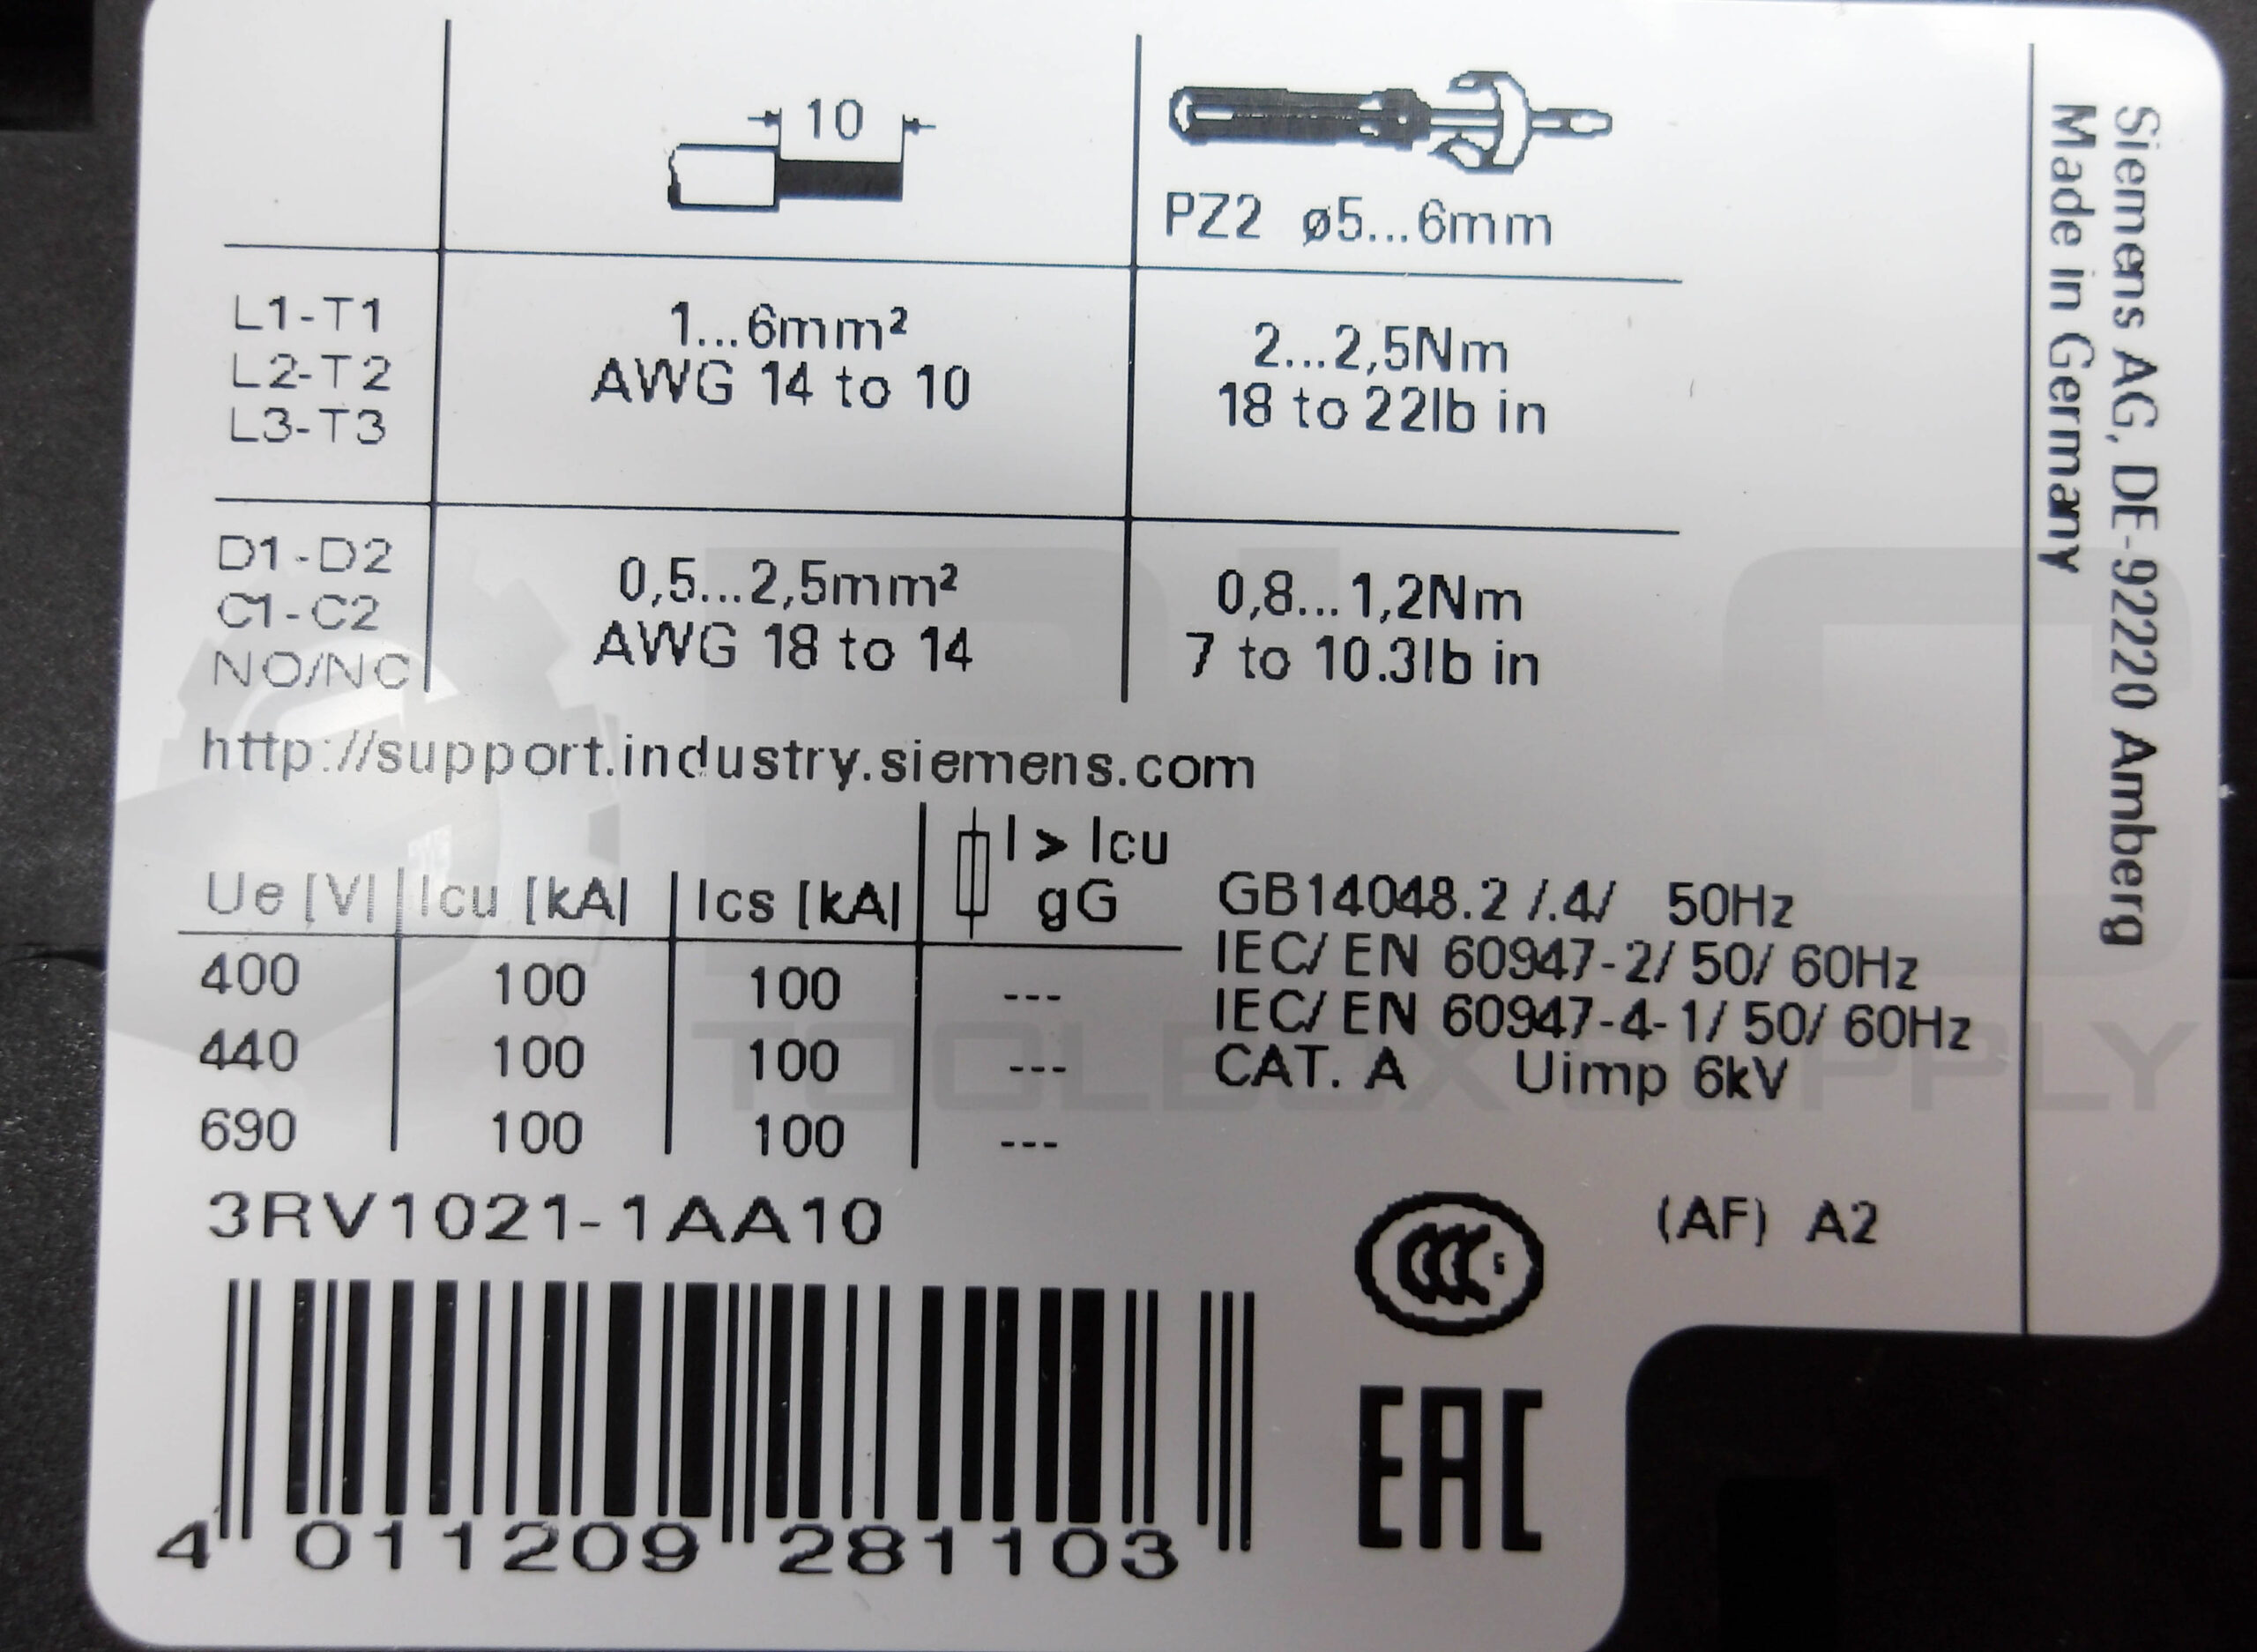 10
PZ2 ø5...6mm
L1-T1
L2-T2
L3-T3
1...6mm²
AWG 14 to 10
2...2,5Nm
18 to 22lb in
D1-D2
C1-C2
NO/NC
0,5...2,5mm²
AWG 18 to 14
0,8...1,2Nm
7 to 10.3lb in
http://support.industry.siemens.com
Ue [V] Icu [kA] Ics [kA] I > Icu
gG
400 100 100 ---
440 100 100 ---
690 100 100 ---
GB14048.2 /.4/ 50Hz
IEC/ EN 60947-2/ 50/ 60Hz
IEC/ EN 60947-4-1/ 50/ 60Hz
CAT. A Uimp 6kV
3RV1021-1AA10
(AF) A2
CCC S
EAC
4 011209 281103
Siemens AG, DE-92220 Amberg
Made in Germany
TOOLBOX SUPPLY